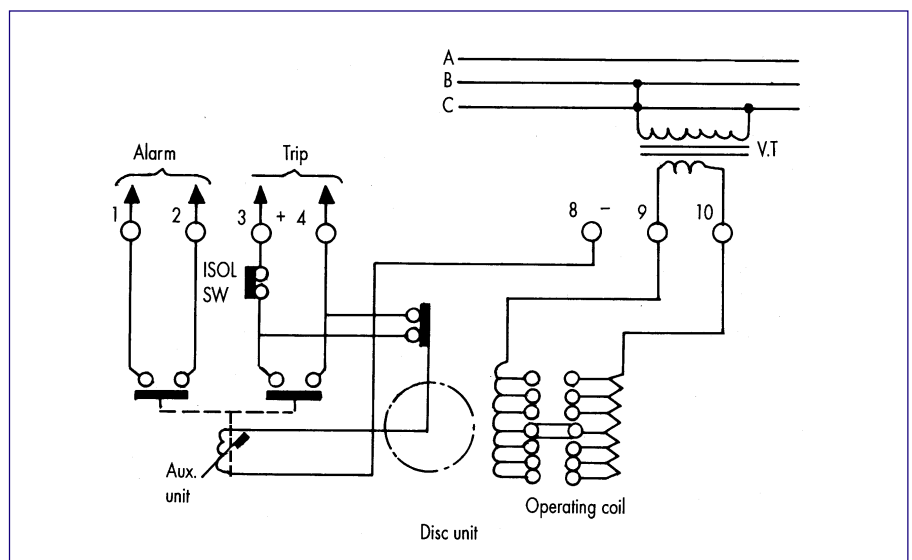 A
B
C
V.T
Alarm
Trip
1
2
3 + 4
8 –
9
10
ISOL
SW
Aux.
unit
Operating coil
Disc unit